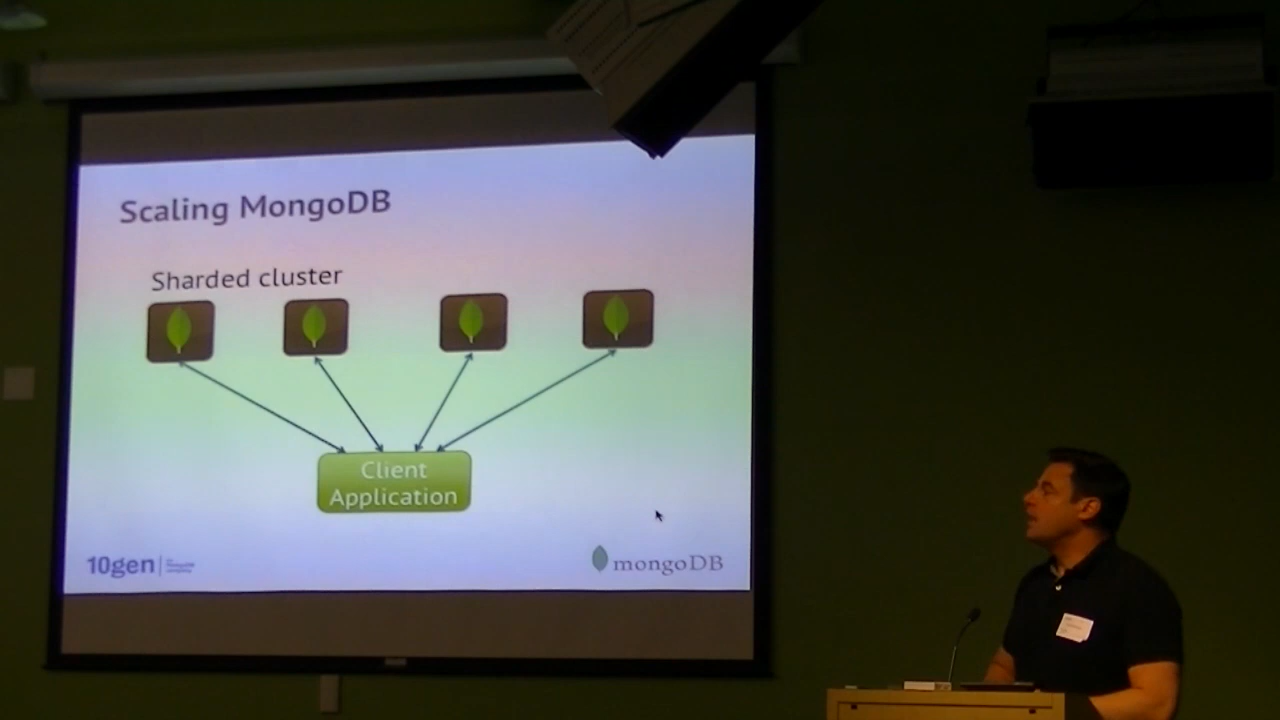 Scaling MongoDB
Sharded cluster
Client
Application
10gen
mongoDB